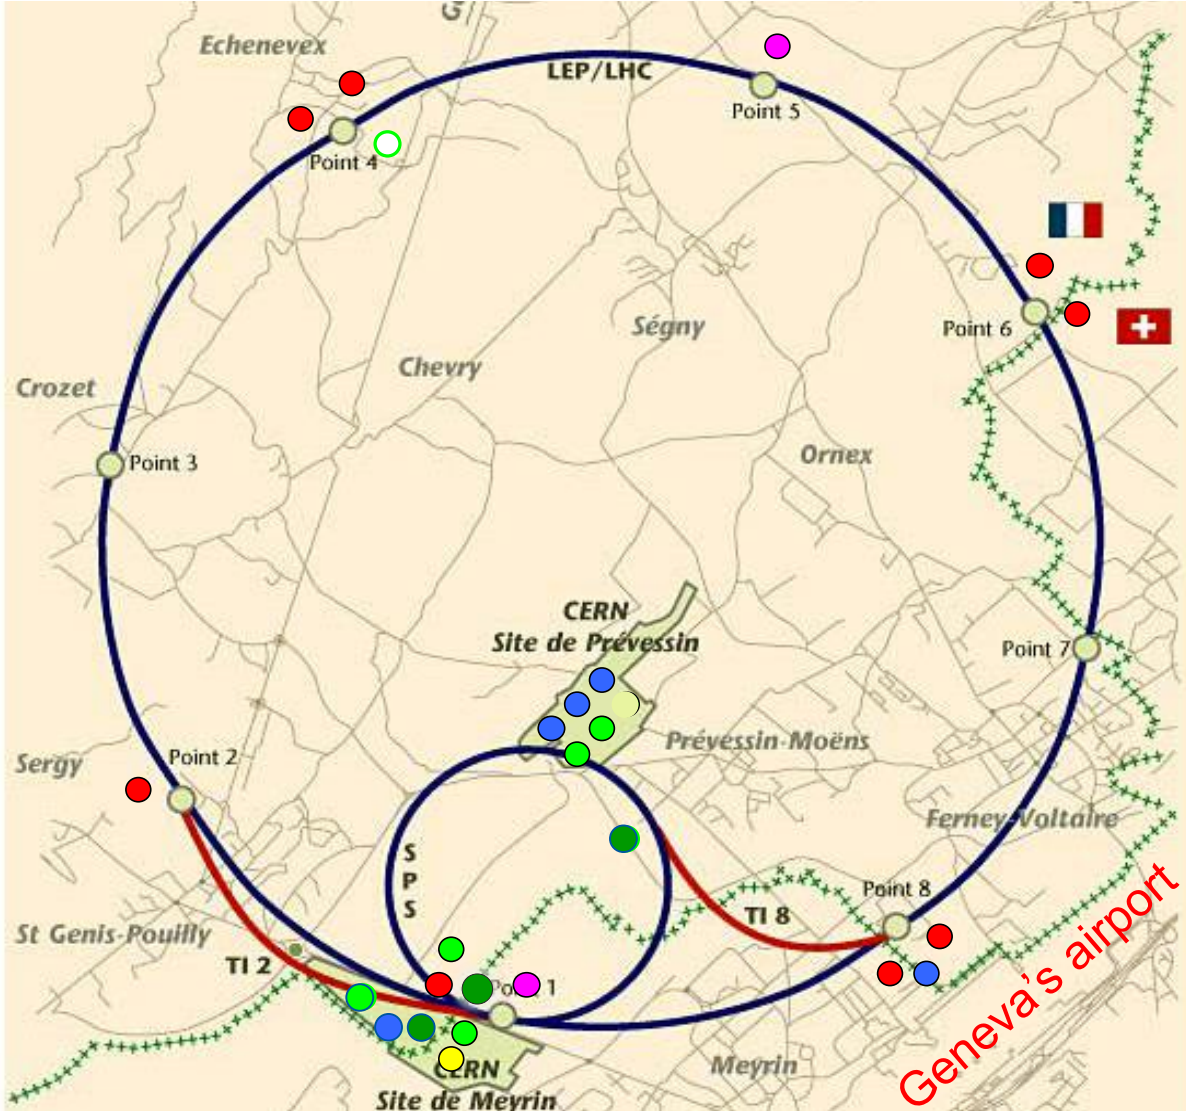 G
Echenevex
LEP/LHC
Point 5
Point 4
Ségny
Point 6
Chevry
Crozet
Ornex
Point 3
CERN
Site de Prévessin
Point 7
Prévessin-Moëns
Point 2
Sergy
Ferney-Voltaire
S
P
S
Point 8
TI 8
St Genis-Pouilly
TI 2
Geneva's airport
1
Meyrin
CERN
Site de Meyrin